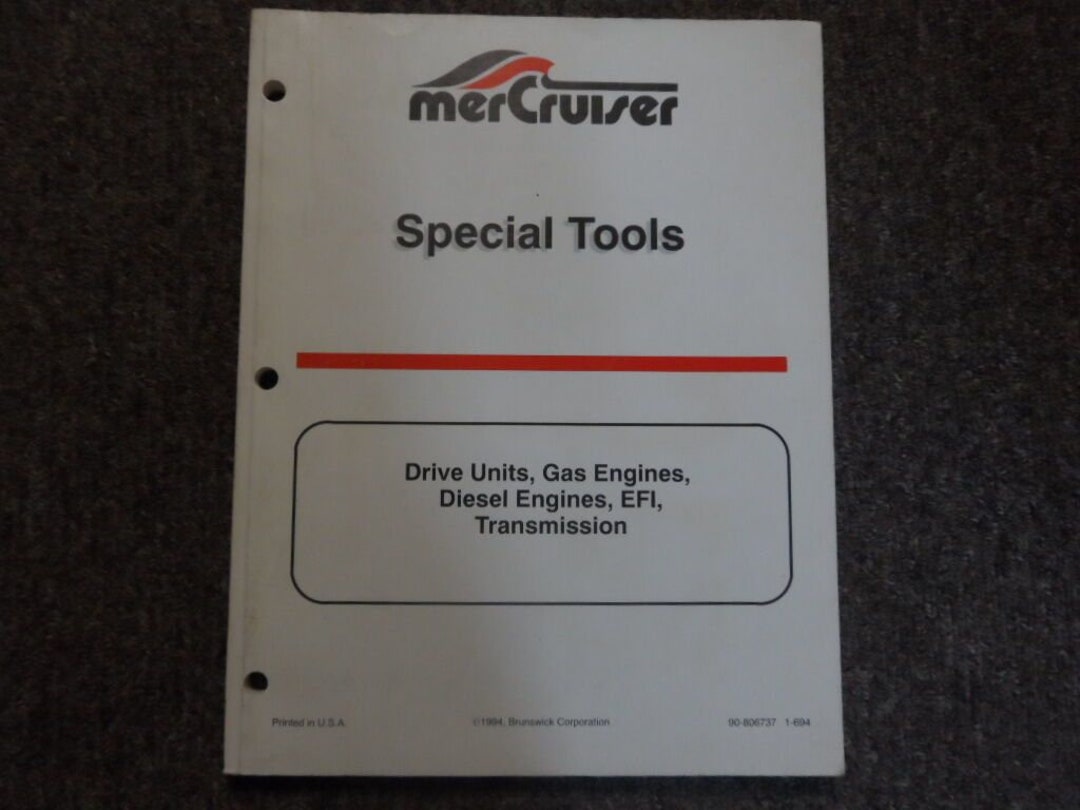 merCruiser
Special Tools
Drive Units, Gas Engines,
Diesel Engines, EFI,
Transmission
Printed in U.S.A.
©1994, Brunswick Corporation
90-806737 1-694